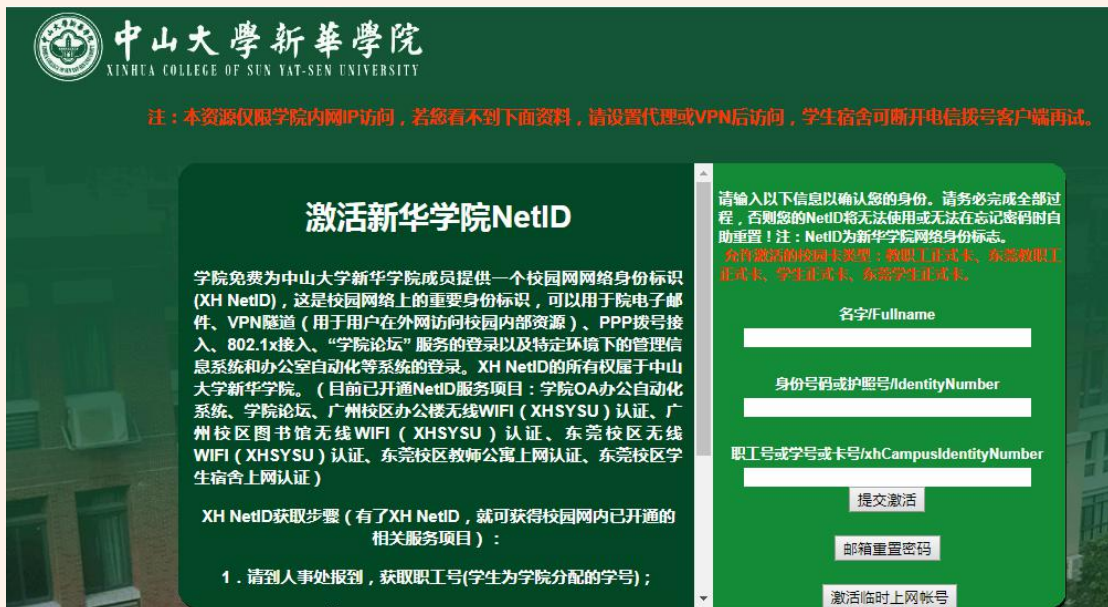 中山大學新華學院
XINHUA COLLEGE OF SUN YAT-SEN UNIVERSITY
注：本资源仅限学院内网IP访问，若您看不到下面资料，请设置代理或VPN后访问，学生宿舍可断开电信拨号客户端再试。
激活新华学院NetID
学院免费为中山大学新华学院成员提供一个校园网网络身份标识
(XH NetID)，这是校园网络上的重要身份标识，可以用于院电子邮
件、VPN隧道（用于用户在外网访问校园内部资源）、PPP拨号接
入、802.1x接入、“学院论坛” 服务的登录以及特定环境下的管理信
息系统和办公室自动化等系统的登录。XH NetID的所有权属于中山
大学新华学院。（目前已开通NetID服务项目：学院OA办公自动化
系统、学院论坛、广州校区办公楼无线WIFI（XHSYSU）认证、广
州校区图书馆无线WIFI（XHSYSU）认证、东莞校区无线
WIFI（XHSYSU）认证、东莞校区教师公寓上网认证、东莞校区学
生宿舍上网认证）
XH NetID获取步骤（有了XH NetID，就可获得校园网内已开通的
相关服务项目）：
1．请到人事处报到，获取职工号(学生为学院分配的学号)；
请输入以下信息以确认您的身份。请务必完成全部过
程，否则您的NetID将无法使用或无法在忘记密码时自
助重置！注：NetID为新华学院网络身份标志。
允许激活的校园卡类型：教职工正式卡、东莞教职工
正式卡、学生正式卡、东莞学生正式卡。
名字/Fullname
身份号码或护照号/IdentityNumber
职工号或学号或卡号/xhCampusIdentityNumber
提交激活
邮箱重置密码
激活临时上网帐号